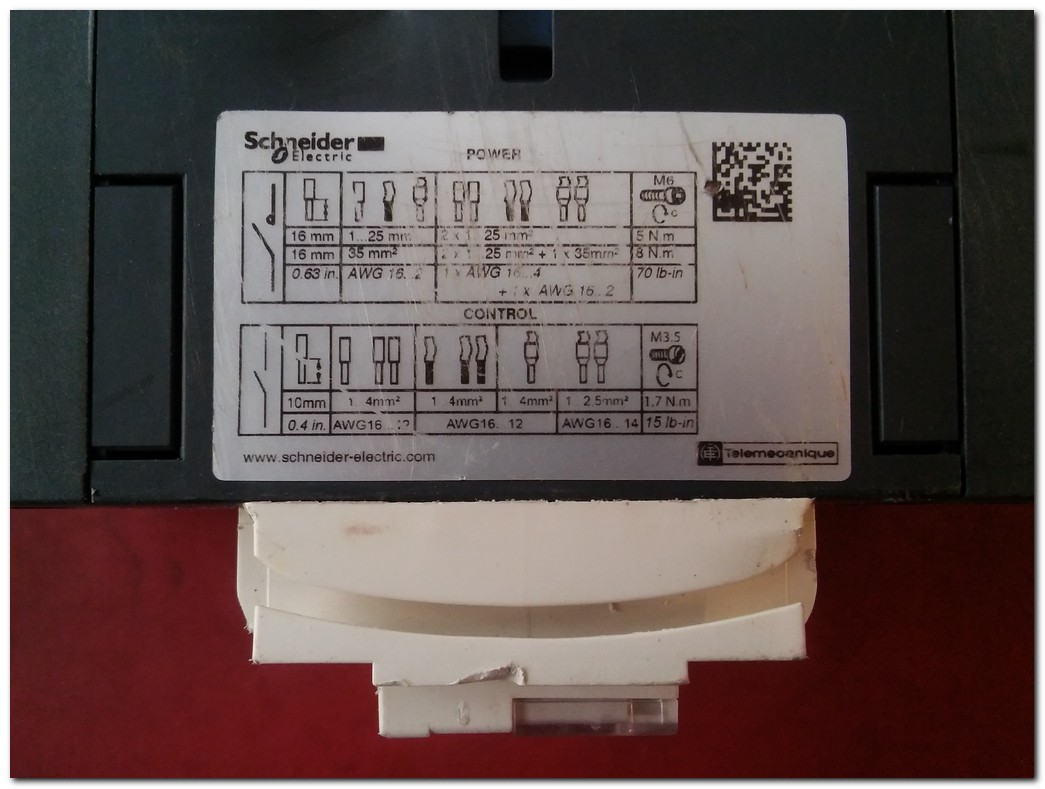 Schneider
Electric
POWER
M6
C
16 mm 1...25 mm² 2 x 1...25 mm² 5 N.m
16 mm 35 mm² 2 x 1...25 mm² + 1 x 35mm² 8 N.m
0.63 in. AWG 16...2 1 x AWG 16...4 70 lb-in
+ 1 x AWG 16...2
CONTROL
M3.5
C
10mm 1...4mm² 1...4mm² 1...4mm² 1...2.5mm² 1.7 N.m
0.4 in. AWG16...12 AWG16...12 AWG16...14 15 lb-in
www.schneider-electric.com
Telemecanique